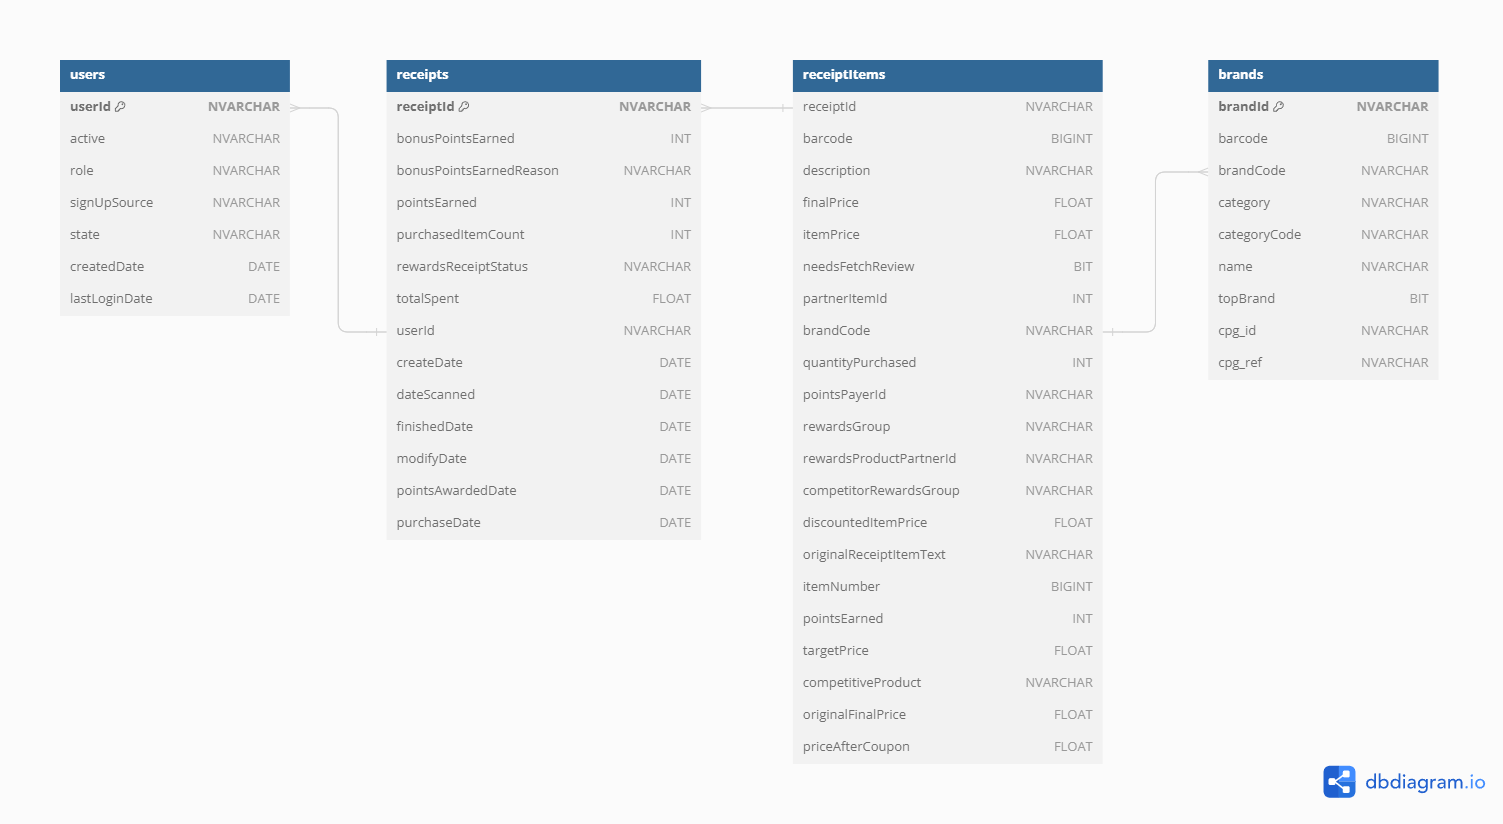 users
userId NVARCHAR
active NVARCHAR
role NVARCHAR
signUpSource NVARCHAR
state NVARCHAR
createdDate DATE
lastLoginDate DATE
receipts
receiptId NVARCHAR
bonusPointsEarned INT
bonusPointsEarnedReason NVARCHAR
pointsEarned INT
purchasedItemCount INT
rewardsReceiptStatus NVARCHAR
totalSpent FLOAT
userId NVARCHAR
createDate DATE
dateScanned DATE
finishedDate DATE
modifyDate DATE
pointsAwardedDate DATE
purchaseDate DATE
receiptItems
receiptId NVARCHAR
barcode BIGINT
description NVARCHAR
finalPrice FLOAT
itemPrice FLOAT
needsFetchReview BIT
partnerItemId INT
brandCode NVARCHAR
quantityPurchased INT
pointsPayerId NVARCHAR
rewardsGroup NVARCHAR
rewardsProductPartnerId NVARCHAR
competitorRewardsGroup NVARCHAR
discountedItemPrice FLOAT
originalReceiptItemText NVARCHAR
itemNumber BIGINT
pointsEarned INT
targetPrice FLOAT
competitiveProduct NVARCHAR
originalFinalPrice FLOAT
priceAfterCoupon FLOAT
brands
brandId NVARCHAR
barcode BIGINT
brandCode NVARCHAR
category NVARCHAR
categoryCode NVARCHAR
name NVARCHAR
topBrand BIT
cpg_id NVARCHAR
cpg_ref NVARCHAR
dbdiagram.io